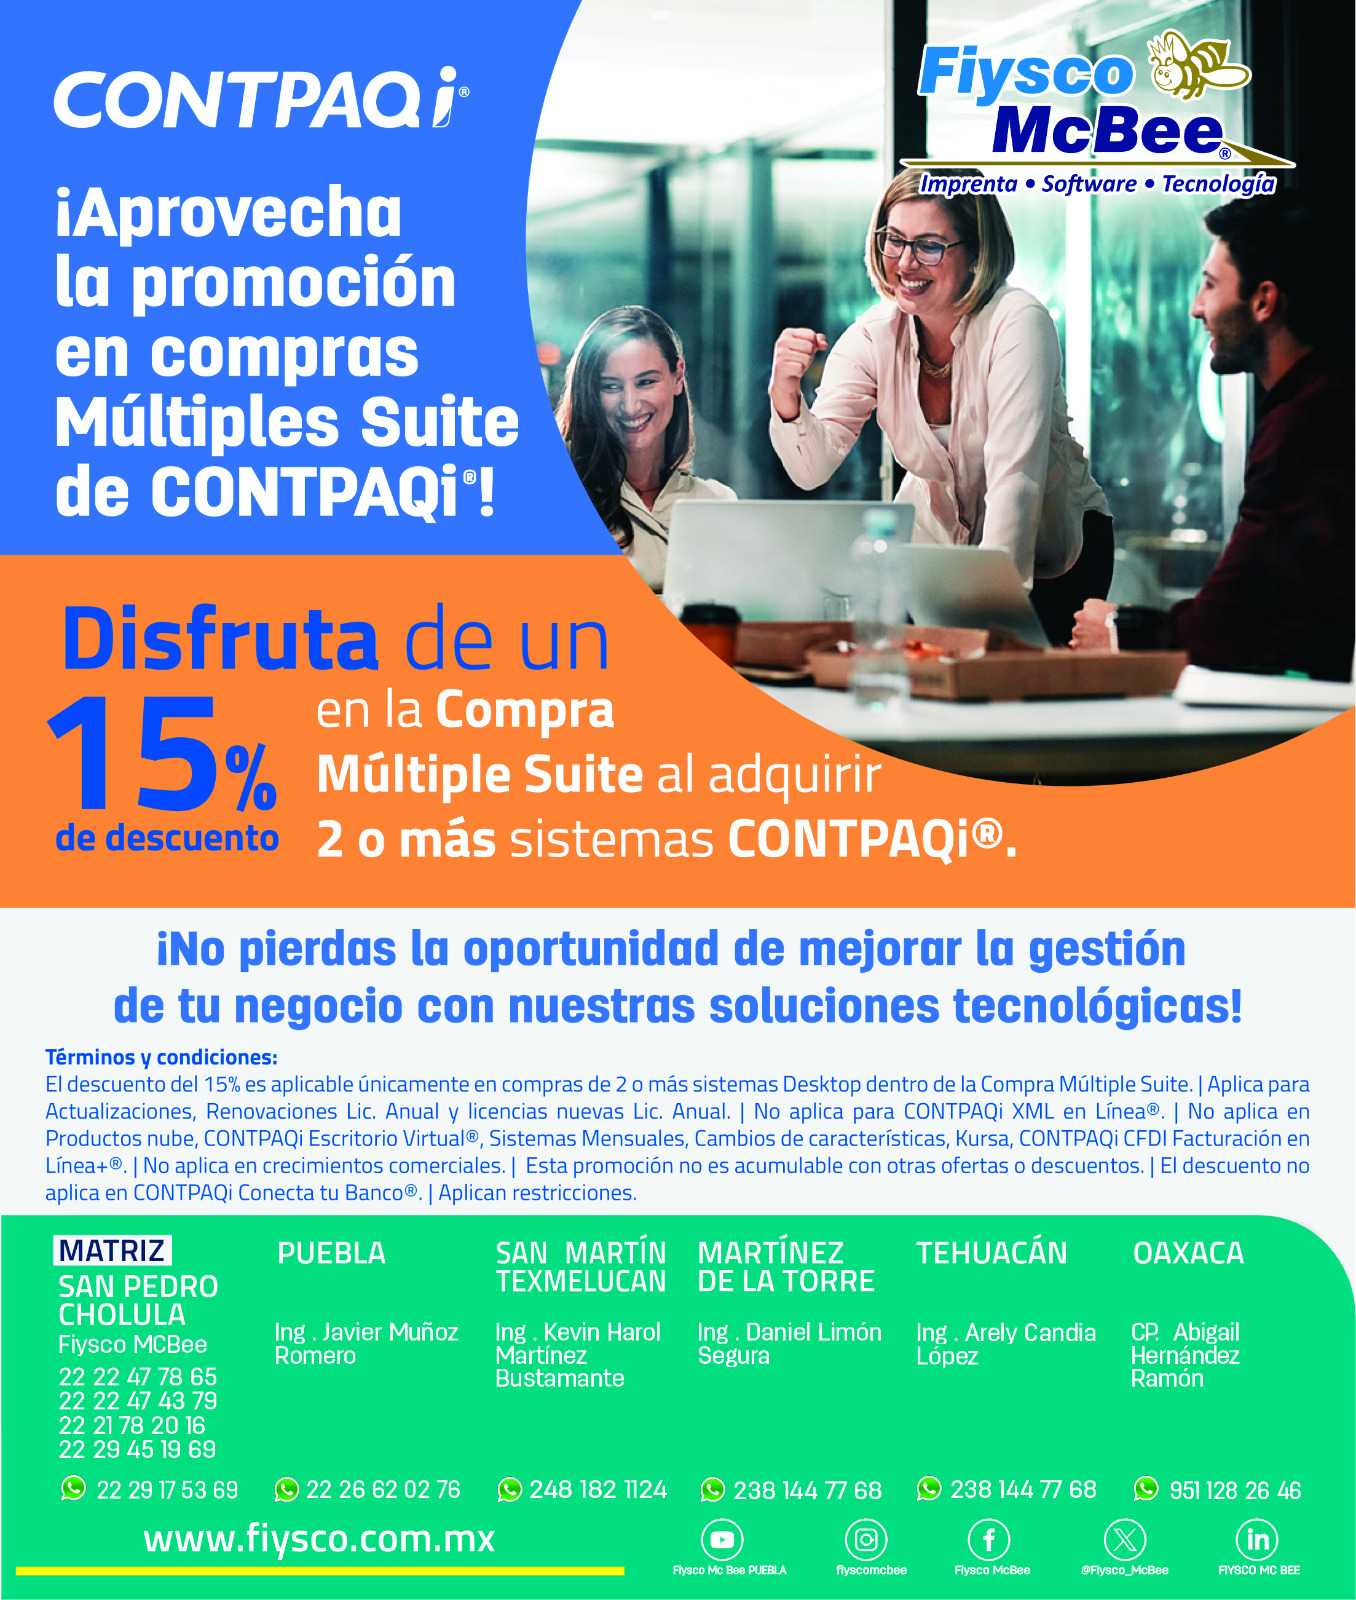 CONTPAQi®
Fiysco
McBee®
Imprenta • Software • Tecnología
¡Aprovecha
la promoción
en compras
Múltiples Suite
de CONTPAQi®!
Disfruta de un
15%
de descuento
en la Compra
Múltiple Suite al adquirir
2 o más sistemas CONTPAQi®.
¡No pierdas la oportunidad de mejorar la gestión
de tu negocio con nuestras soluciones tecnológicas!
Términos y condiciones:
El descuento del 15% es aplicable únicamente en compras de 2 o más sistemas Desktop dentro de la Compra Múltiple Suite. | Aplica para
Actualizaciones, Renovaciones Lic. Anual y licencias nuevas Lic. Anual. | No aplica para CONTPAQi XML en Línea®. | No aplica en
Productos nube, CONTPAQi Escritorio Virtual®, Sistemas Mensuales, Cambios de características, Kursa, CONTPAQi CFDI Facturación en
Línea+®. | No aplica en crecimientos comerciales. | Esta promoción no es acumulable con otras ofertas o descuentos. | El descuento no
aplica en CONTPAQi Conecta tu Banco®. | Aplican restricciones.
MATRIZ
SAN PEDRO
CHOLULA
Fiysco MCBee
22 22 47 78 65
22 22 47 43 79
22 21 78 20 16
22 29 45 19 69
22 29 17 53 69
PUEBLA
Ing . Javier Muñoz
Romero
22 26 62 02 76
SAN MARTÍN
TEXMELUCAN
Ing . Kevin Harol
Martínez
Bustamante
248 182 1124
MARTÍNEZ
DE LA TORRE
Ing . Daniel Limón
Segura
238 144 77 68
TEHUACÁN
Ing . Arely Candia
López
238 144 77 68
OAXACA
CP. Abigail
Hernández
Ramón
951 128 26 46
www.fiysco.com.mx
Fiysco Mc Bee PUEBLA
fiyscomcbee
Fiysco McBee
@Fiysco_McBee
FIYSCO MC BEE